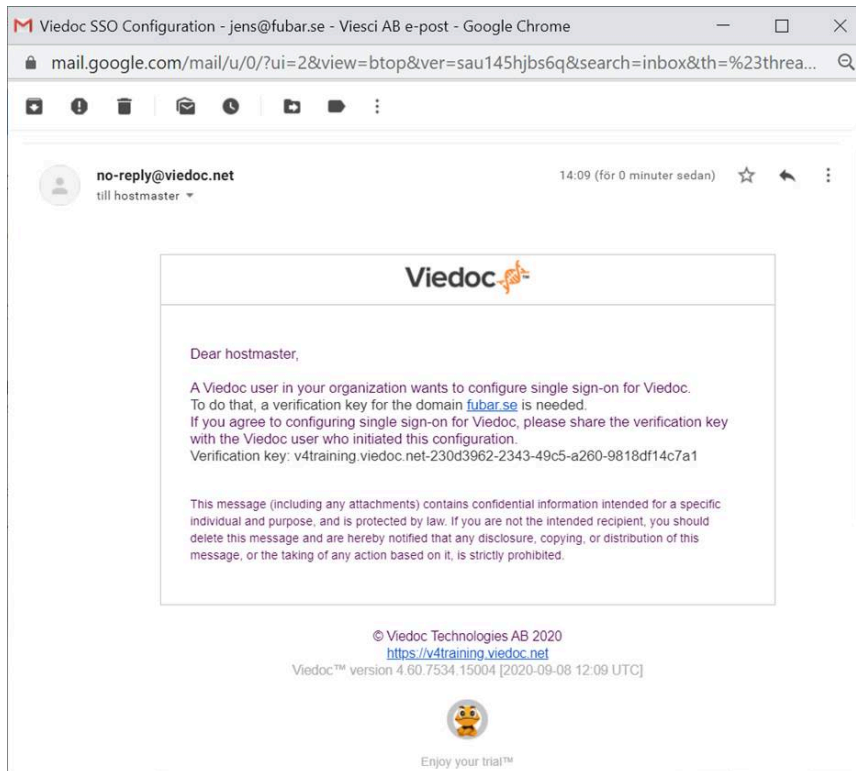 Viedoc SSO Configuration - jens@fubar.se - Viesci AB e-post - Google Chrome
mail.google.com/mail/u/0/?ui=2&view=btop&ver=sau145hjbs6q&search=inbox&th=%23threa...
no-reply@viedoc.net
14:09 (för 0 minuter sedan)
till hostmaster
Viedoc™
Dear hostmaster,
A Viedoc user in your organization wants to configure single sign-on for Viedoc.
To do that, a verification key for the domain fubar.se is needed.
If you agree to configuring single sign-on for Viedoc, please share the verification key
with the Viedoc user who initiated this configuration.
Verification key: v4training.viedoc.net-230d3962-2343-49c5-a260-9818df14c7a1
This message (including any attachments) contains confidential information intended for a specific
individual and purpose, and is protected by law. If you are not the intended recipient, you should
delete this message and are hereby notified that any disclosure, copying, or distribution of this
message, or the taking of any action based on it, is strictly prohibited.
© Viedoc Technologies AB 2020
https://v4training.viedoc.net
Viedoc™ version 4.60.7534.15004 [2020-09-08 12:09 UTC]
Enjoy your trial™